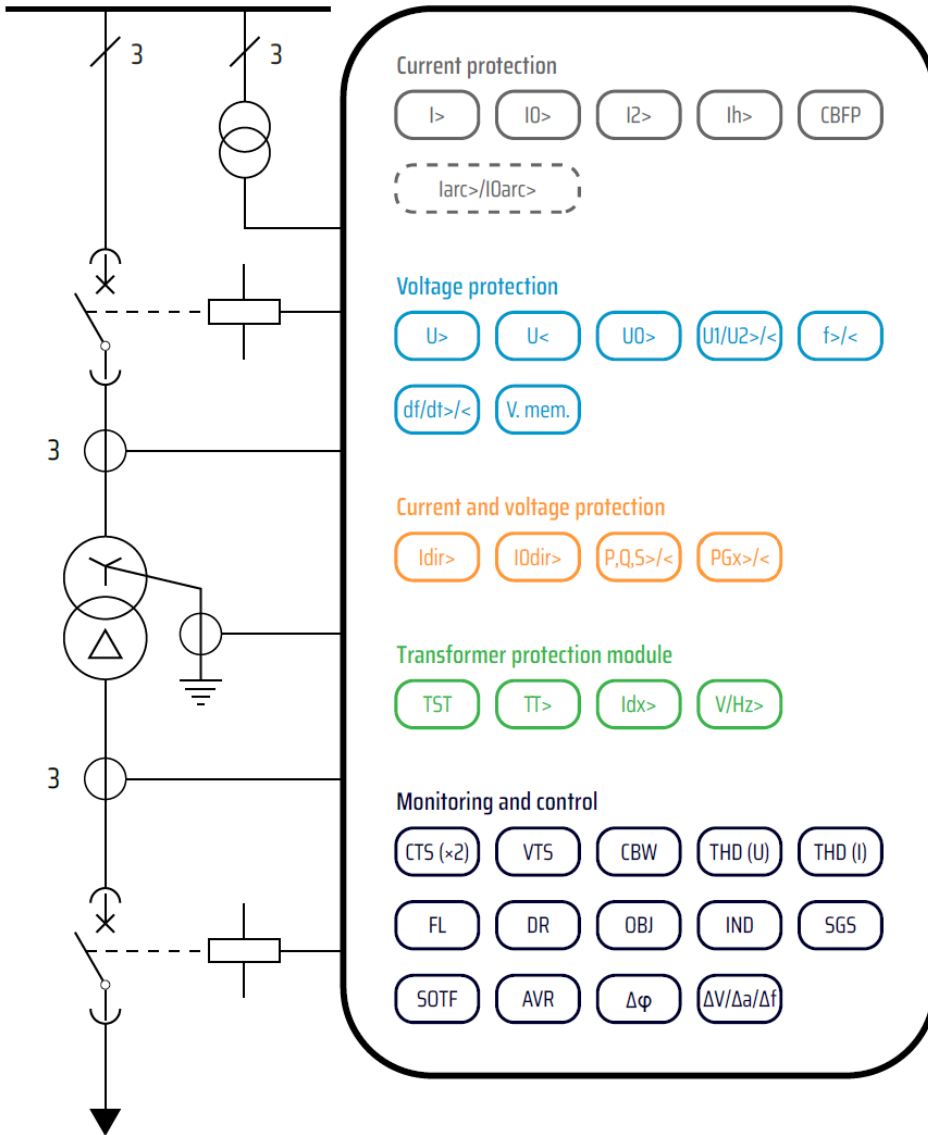 3 3
Current protection
I> I0> I2> Ih> CBFP
Iarc>/I0arc>
Voltage protection
U> U< U0> U1/U2>/< f>/<
df/dt>/< V. mem.
3
Current and voltage protection
Idir> I0dir> P,Q,S>/< PGx>/<
Transformer protection module
TST TT> Idx> V/Hz>
3
Monitoring and control
CTS (×2) VTS CBW THD (U) THD (I)
FL DR OBJ IND SGS
SOTF AVR Δφ ΔV/Δa/Δf